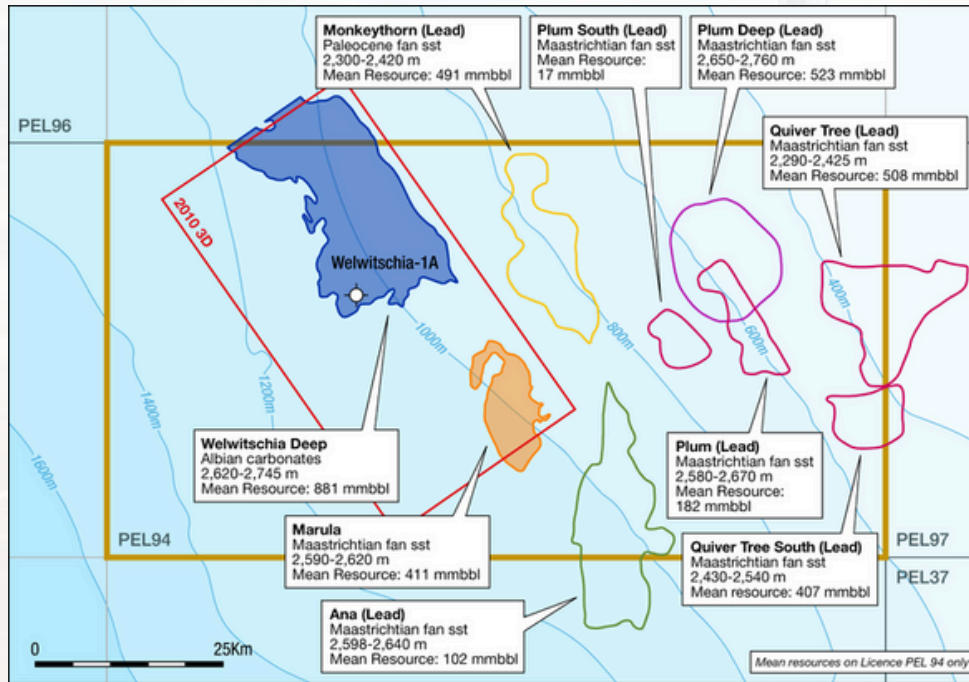 Monkeythorn (Lead)
Paleocene fan sst
2,300-2,420 m
Mean Resource: 491 mmbbl
Plum South (Lead)
Maastrichtian fan sst
Mean Resource:
17 mmbbl
Plum Deep (Lead)
Maastrichtian fan sst
2,650-2,760 m
Mean Resource: 523 mmbbl
Quiver Tree (Lead)
Maastrichtian fan sst
2,290-2,425 m
Mean Resource: 508 mmbbl
PEL96
2010 3D
Welwitschia-1A
400m
600m
800m
1000m
1200m
1400m
1600m
Welwitschia Deep
Albian carbonates
2,620-2,745 m
Mean Resource: 881 mmbbl
Plum (Lead)
Maastrichtian fan sst
2,580-2,670 m
Mean Resource:
182 mmbbl
Marula
Maastrichtian fan sst
2,590-2,620 m
Mean Resource: 411 mmbbl
Quiver Tree South (Lead)
Maastrichtian fan sst
2,430-2,540 m
Mean resource: 407 mmbbl
PEL94
PEL97
PEL37
Ana (Lead)
Maastrichtian fan sst
2,598-2,640 m
Mean Resource: 102 mmbbl
0 25Km
Mean resources on Licence PEL 94 only